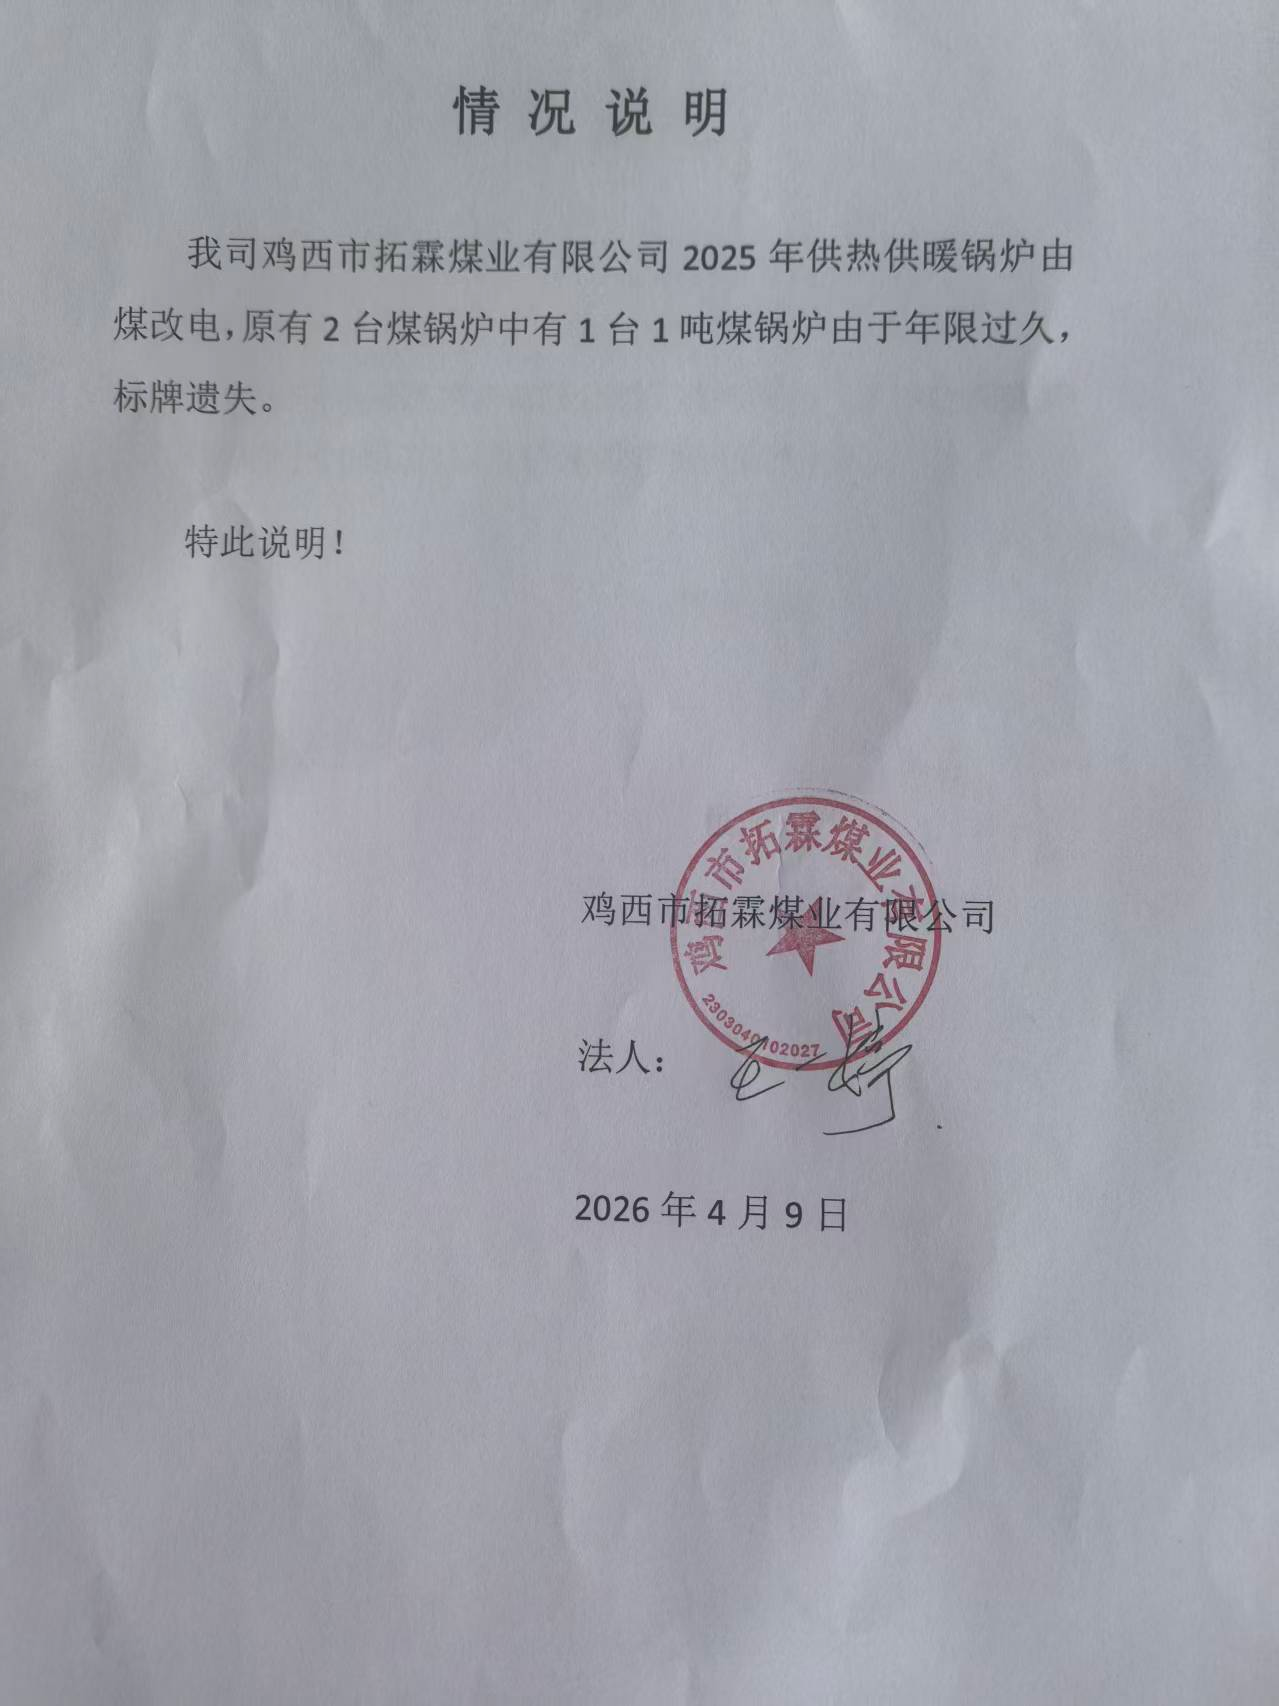 情况说明
我司鸡西市拓霖煤业有限公司 2025 年供热供暖锅炉由
煤改电，原有 2 台煤锅炉中有 1 台 1 吨煤锅炉由于年限过久，
标牌遗失。
特此说明！
鸡西市拓霖煤业有限公司
鸡西市拓霖煤业有限公司
2303040102027
法人：
2026 年 4 月 9 日